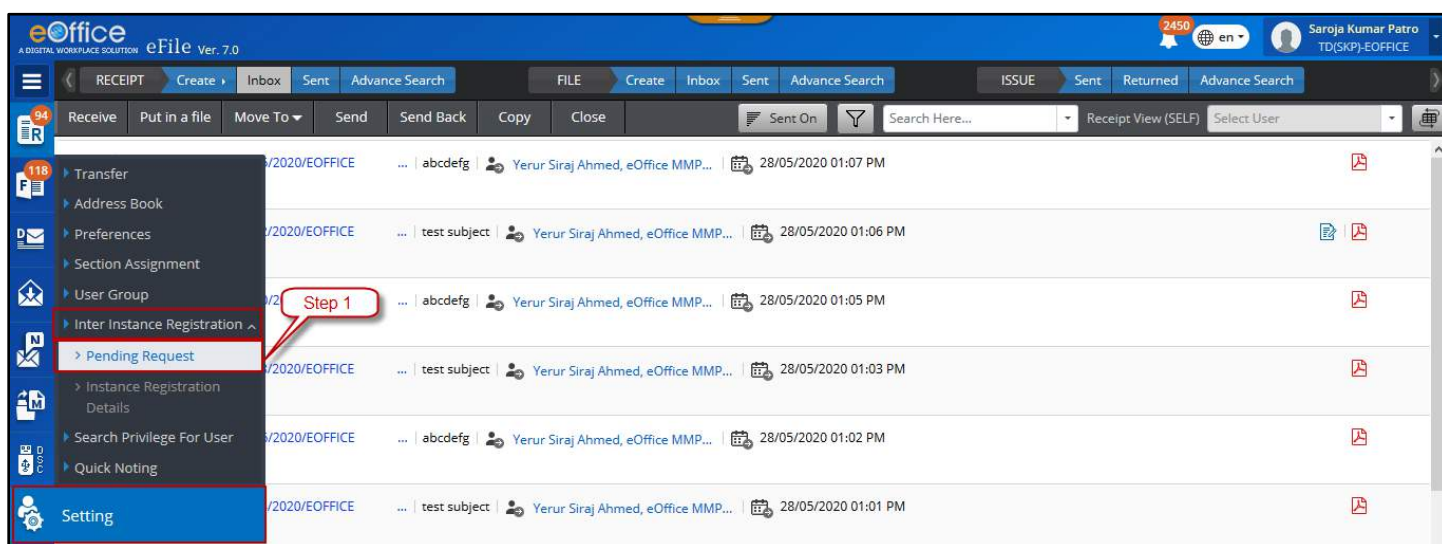 eOffice
A DIGITAL WORKPLACE SOLUTION eFile Ver. 7.0
2450 en Saroja Kumar Patro
TD(SKP)-EOFFICE
RECEIPT Create Inbox Sent Advance Search FILE Create Inbox Sent Advance Search ISSUE Sent Returned Advance Search
94 R Receive Put in a file Move To Send Send Back Copy Close Sent On Search Here... Receipt View (SELF) Select User
/2020/EOFFICE ... abcdefg Yerur Siraj Ahmed, eOffice MMP... 28/05/2020 01:07 PM
118 F Transfer
Address Book
D Preferences /2020/EOFFICE ... test subject Yerur Siraj Ahmed, eOffice MMP... 28/05/2020 01:06 PM
Section Assignment
User Group Step 1 ... abcdefg Yerur Siraj Ahmed, eOffice MMP... 28/05/2020 01:05 PM
Inter Instance Registration
N > Pending Request
/2020/EOFFICE ... test subject Yerur Siraj Ahmed, eOffice MMP... 28/05/2020 01:03 PM
> Instance Registration
M Details
DSC Search Privilege For User /2020/EOFFICE ... abcdefg Yerur Siraj Ahmed, eOffice MMP... 28/05/2020 01:02 PM
Quick Noting
Setting /2020/EOFFICE ... test subject Yerur Siraj Ahmed, eOffice MMP... 28/05/2020 01:01 PM